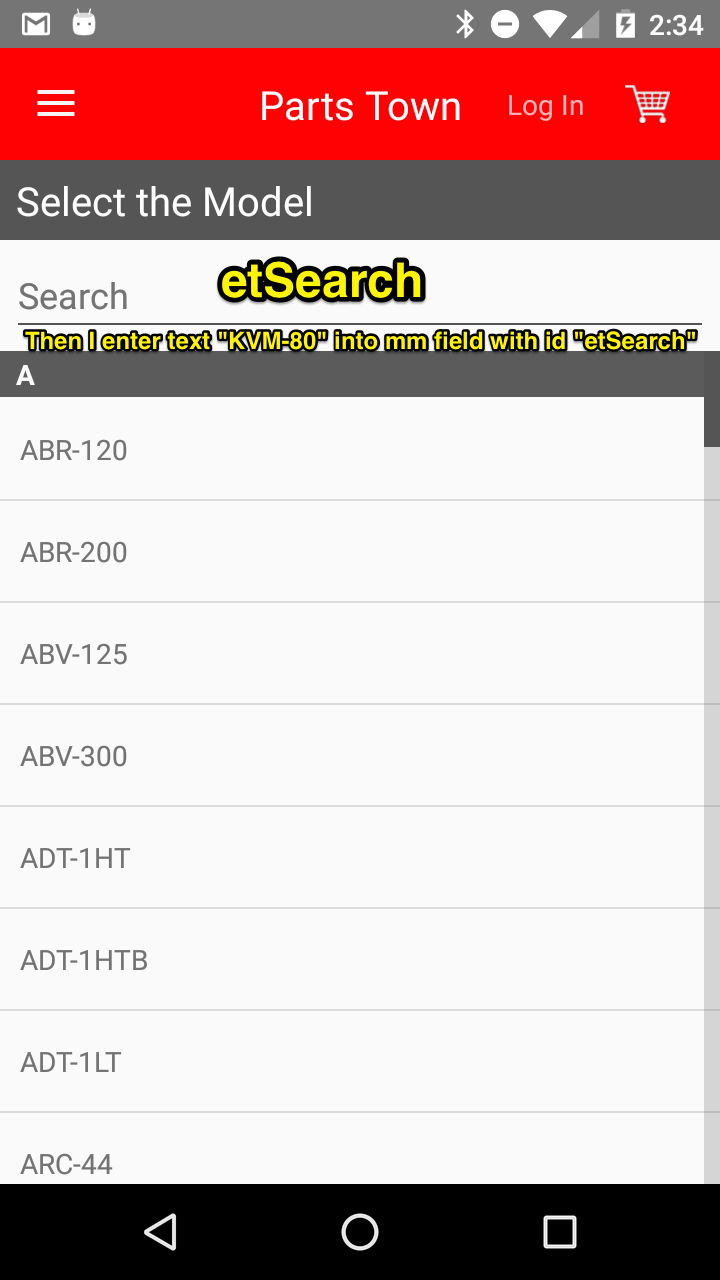 2:34
Parts Town Log In
Select the Model
Search etSearch
Then I enter text "KVM-80" into mm field with id "etSearch"
A
ABR-120
ABR-200
ABV-125
ABV-300
ADT-1HT
ADT-1HTB
ADT-1LT
ARC-44